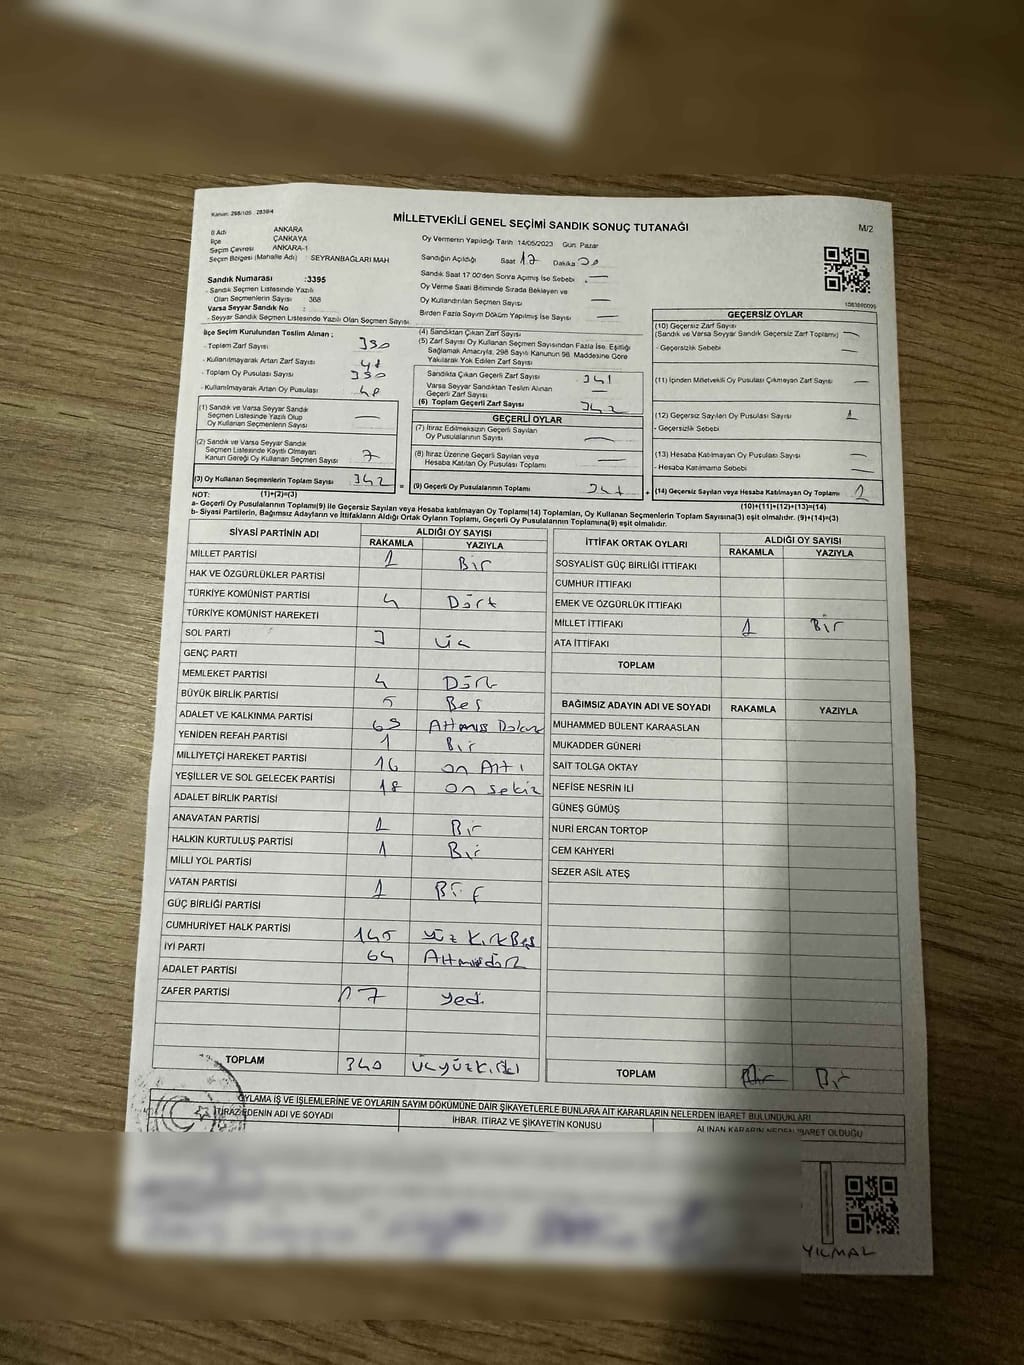 Kanun: 298/105 . 2839/4
MİLLETVEKİLİ GENEL SEÇİMİ SANDIK SONUÇ TUTANAĞI
M/2
İl Adı ANKARA
İlçe ÇANKAYA
Seçim Çevresi ANKARA-1
Seçim Bölgesi (Mahalle Adı) : SEYRANBAĞLARI MAH
Oy Vermenin Yapıldığı Tarih 14/05/2023 Gün Pazar
Sandığın Açıldığı Saat 17 Dakika
Sandık Saat 17:00'den Sonra Açılmış İse Sebebi
Oy Verme Saati Bitiminde Sırada Bekleyen ve
Oy Kullandırılan Seçmen Sayısı
Birden Fazla Sayım Döküm Yapılmış İse Sayısı
Sandık Numarası :3395
- Sandık Seçmen Listesinde Yazılı
Olan Seçmenlerin Sayısı : 388
Varsa Seyyar Sandık No :
- Seyyar Sandık Seçmen Listesinde Yazılı Olan Seçmen Sayısı
İlçe Seçim Kurulundan Teslim Alınan ;
- Toplam Zarf Sayısı
- Kullanılmayarak Artan Zarf Sayısı
- Toplam Oy Pusulası
- Kullanılmayarak Artan Oy Pusulası
(1) Sandık ve Varsa Seyyar Sandık
Seçmen Listesinde Yazılı Olup
Oy Kullanan Seçmenlerin Sayısı
(2) Sandık ve Varsa Seyyar Sandık
Seçmen Listesinde Kayıtlı Olmayan
Kanun Gereği Oy Kullanan Seçmen Sayısı 7
(3) Oy Kullanan Seçmenlerin Toplam Sayısı 342
(1)+(2)=(3)
(4) Sandıktan Çıkan Zarf Sayısı
(5) Zarf Sayısı Oy Kullanan Seçmen Sayısından Fazla İse, Eşitliği
Sağlamak Amacıyla, 298 Sayılı Kanunun 98. Maddesine Göre
Yakılarak Yok Edilen Zarf Sayısı
Sandıkta Çıkan Geçerli Zarf Sayısı 341
Varsa Seyyar Sandıktan Teslim Alınan
Geçerli Zarf Sayısı
(6) Toplam Geçerli Zarf Sayısı 342
GEÇERLİ OYLAR
(7) İtiraz Edilmeksizin Geçerli Sayılan
Oy Pusulalarının Sayısı
(8) İtiraz Üzerine Geçerli Sayılan veya
Hesaba Katılan Oy Pusulası Toplamı
= (9) Geçerli Oy Pusulalarının Toplamı 341
GEÇERSİZ OYLAR
(10) Geçersiz Zarf Sayısı
(Sandık ve Varsa Seyyar Sandık Geçersiz Zarf Toplamı)
- Geçersizlik Sebebi
(11) İçinden Milletvekili Oy Pusulası Çıkmayan Zarf Sayısı
(12) Geçersiz Sayılan Oy Pusulası Sayısı 1
- Geçersizlik Sebebi
(13) Hesaba Katılmayan Oy Pusulası Sayısı
- Hesaba Katılmama Sebebi
+ (14) Geçersiz Sayılan veya Hesaba Katılmayan Oy Toplamı 1
(10)+(11)+(12)+(13)=(14)
NOT:
a- Geçerli Oy Pusulaları Toplamı(9) ile Geçersiz Sayılan veya Hesaba Katılmayan Oy Toplamı(14) Toplamları, Oy Kullanan Seçmenlerin Toplam Sayısına(3) eşit olmalıdır. (9)+(14)=(3)
b- Siyasi Partilerin, Bağımsız Adayların ve İttifakların Aldığı Ortak Oyların Toplamı, Geçerli Oy Pusulalarının Toplamına(9) eşit olmalıdır.
SİYASİ PARTİNİN ADI ALDIĞI OY SAYISI
RAKAMLA YAZIYLA
MİLLET PARTİSİ 1 Bir
HAK VE ÖZGÜRLÜKLER PARTİSİ
TÜRKİYE KOMÜNİST PARTİSİ 4 Dört
TÜRKİYE KOMÜNİST HAREKETİ
SOL PARTİ 3 Üç
GENÇ PARTİ
MEMLEKET PARTİSİ 4 Dört
BÜYÜK BİRLİK PARTİSİ 5 Beş
ADALET VE KALKINMA PARTİSİ 69 Altmış Dokuz
YENİDEN REFAH PARTİSİ 1 Bir
MİLLİYETÇİ HAREKET PARTİSİ 16 on Altı
YEŞİLLER VE SOL GELECEK PARTİSİ 18 on sekiz
ADALET BİRLİK PARTİSİ
ANAVATAN PARTİSİ 1 Bir
HALKIN KURTULUŞ PARTİSİ 1 Bir
MİLLİ YOL PARTİSİ
VATAN PARTİSİ 1 Bir
GÜÇ BİRLİĞİ PARTİSİ
CUMHURİYET HALK PARTİSİ 145 yüz KırkBeş
İYİ PARTİ 64 Altmışdört
ADALET PARTİSİ
ZAFER PARTİSİ 7 yedi
TOPLAM 340
İTTİFAK ORTAK OYLARI ALDIĞI OY SAYISI
RAKAMLA YAZIYLA
SOSYALİST GÜÇ BİRLİĞİ İTTİFAKI
CUMHUR İTTİFAKI
EMEK VE ÖZGÜRLÜK İTTİFAKI
MİLLET İTTİFAKI 1 Bir
ATA İTTİFAKI
TOPLAM
BAĞIMSIZ ADAYIN ADI VE SOYADI RAKAMLA YAZIYLA
MUHAMMED BÜLENT KARAASLAN
MUKADDER GÜNERİ
SAİT TOLGA OKTAY
NEFİSE NESRİN İLİ
GÜNEŞ GÜMÜŞ
NURİ ERCAN TORTOP
CEM KAHYERİ
SEZER ASİL ATEŞ
TOPLAM Bir
OYLAMA İŞ VE İŞLEMLERİNE VE OYLARIN SAYIM DÖKÜMÜNE DAİR ŞİKAYETLERLE BUNLARA AİT KARARLARIN NELERDEN İBARET BULUNDUKLARI
İTİRAZ EDENİN ADI VE SOYADI İHBAR, İTİRAZ VE ŞİKAYETİN KONUSU ALINAN KARARIN NEDEN İBARET OLDUĞU
YILMAZ